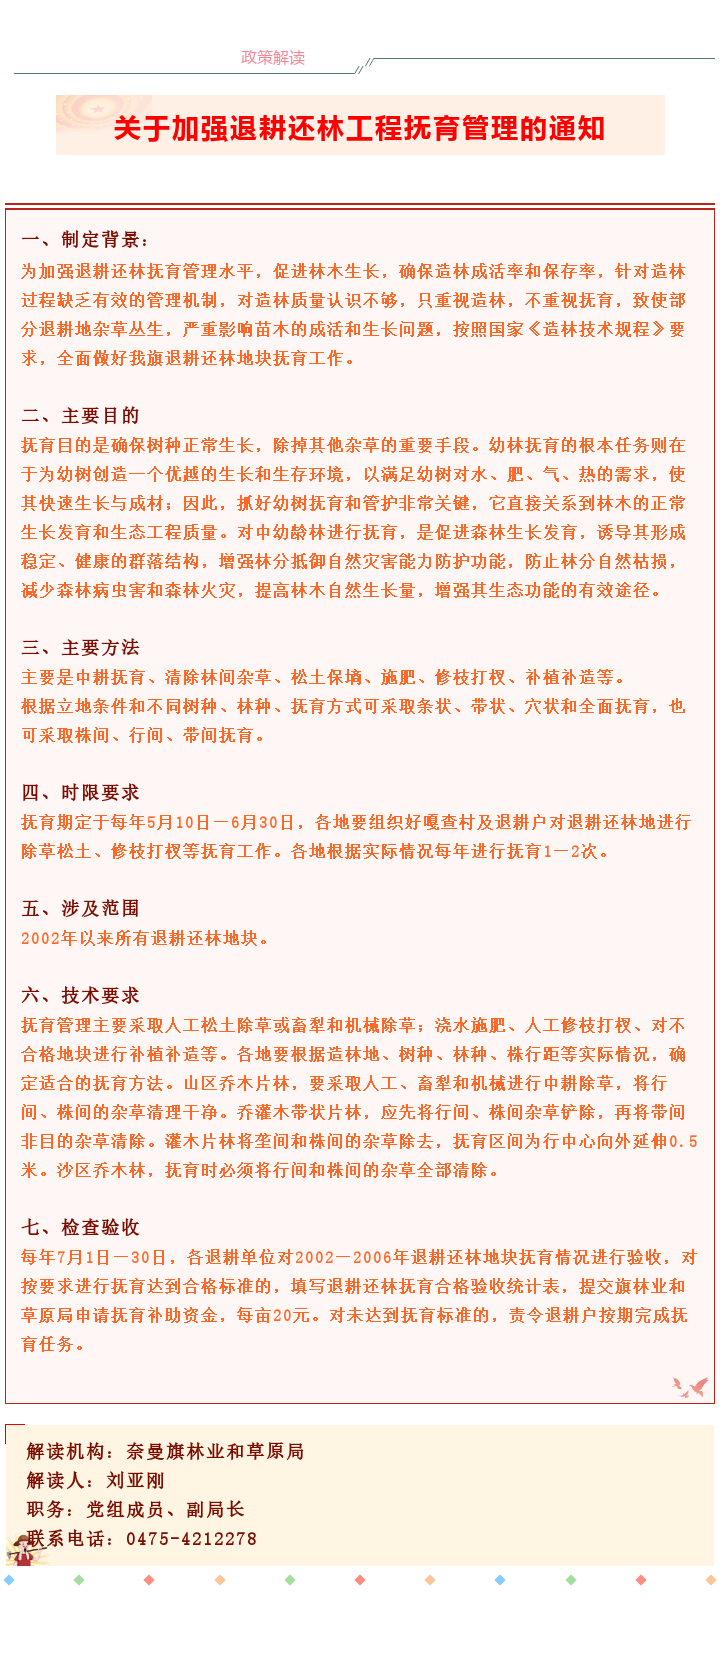 政策解读
关于加强退耕还林工程抚育管理的通知
一、制定背景：
为加强退耕还林抚育管理水平，促进林木生长，确保造林成活率和保存率，针对造林
过程缺乏有效的管理机制，对造林质量认识不够，只重视造林，不重视抚育，致使部
分退耕地杂草丛生，严重影响苗木的成活和生长问题，按照国家《造林技术规程》要
求，全面做好我旗退耕还林地块抚育工作。
二、主要目的
抚育目的是确保树种正常生长，除掉其他杂草的重要手段。幼林抚育的根本任务则在
于为幼树创造一个优越的生长和生存环境，以满足幼树对水、肥、气、热的需求，使
其快速生长与成材；因此，抓好幼树抚育和管护非常关键，它直接关系到林木的正常
生长发育和生态工程质量。对中幼龄林进行抚育，是促进森林生长发育，诱导其形成
稳定、健康的群落结构，增强林分抵御自然灾害能力防护功能，防止林分自然枯损，
减少森林病虫害和森林火灾，提高林木自然生长量，增强其生态功能的有效途径。
三、主要方法
主要是中耕抚育、清除林间杂草、松土保墒、施肥、修枝打杈、补植补造等。
根据立地条件和不同树种、林种、抚育方式可采取条状、带状、穴状和全面抚育，也
可采取株间、行间、带间抚育。
四、时限要求
抚育期定于每年5月10日—6月30日，各地要组织好嘎查村及退耕户对退耕还林地进行
除草松土、修枝打杈等抚育工作。各地根据实际情况每年进行抚育1—2次。
五、涉及范围
2002年以来所有退耕还林地块。
六、技术要求
抚育管理主要采取人工松土除草或畜犁和机械除草；浇水施肥、人工修枝打杈、对不
合格地块进行补植补造等。各地要根据造林地、树种、林种、株行距等实际情况，确
定适合的抚育方法。山区乔木片林，要采取人工、畜犁和机械进行中耕除草，将行
间、株间的杂草清理干净。乔灌木带状片林，应先将行间、株间杂草铲除，再将带间
非目的杂草清除。灌木片林将垄间和株间的杂草除去，抚育区间为行中心向外延伸0.5
米。沙区乔木林，抚育时必须将行间和株间的杂草全部清除。
七、检查验收
每年7月1日—30日，各退耕单位对2002—2006年退耕还林地块抚育情况进行验收，对
按要求进行抚育达到合格标准的，填写退耕还林抚育合格验收统计表，提交旗林业和
草原局申请抚育补助资金，每亩20元。对未达到抚育标准的，责令退耕户按期完成抚
育任务。
解读机构：奈曼旗林业和草原局
解读人：刘亚刚
职务：党组成员、副局长
联系电话：0475-4212278